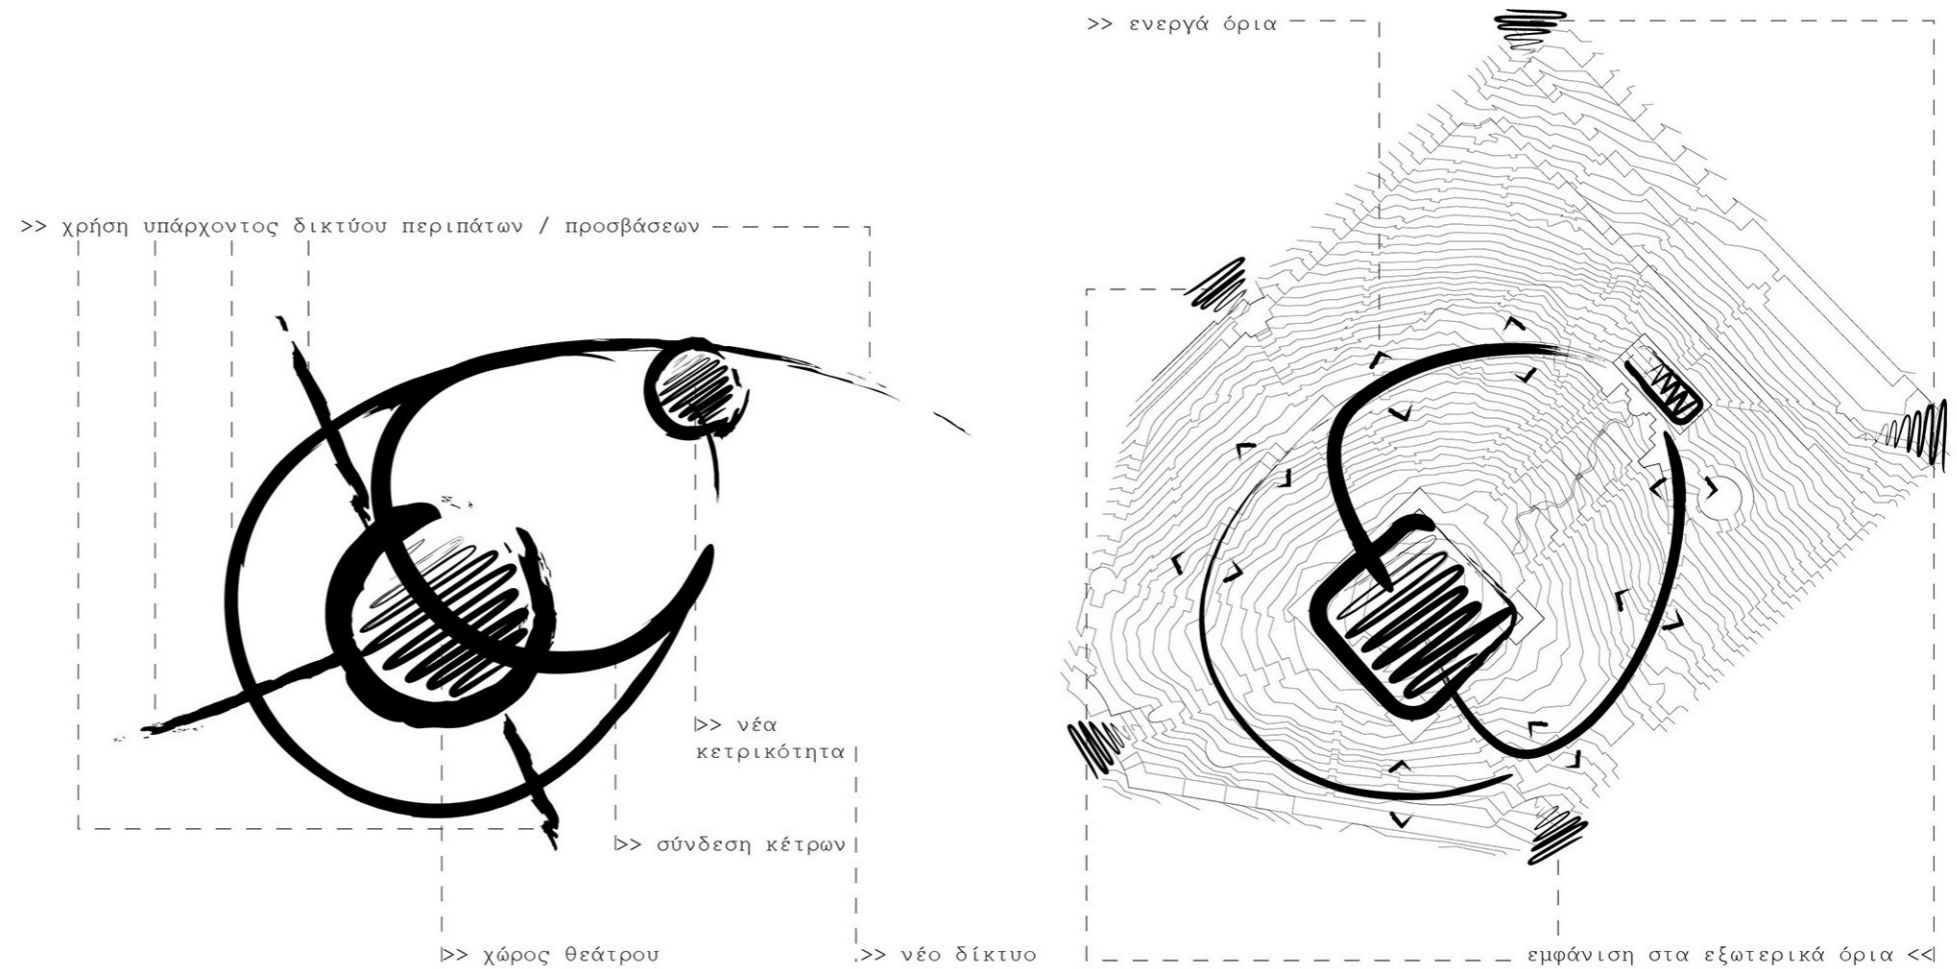 >> ενεργά όρια
>> χρήση υπάρχοντος δικτύου περιπάτων / προσβάσεων
>> νέα
κετρικότητα
>> σύνδεση κέτρων
>> χώρος θεάτρου
>> νέο δίκτυο
εμφάνιση στα εξωτερικά όρια <<